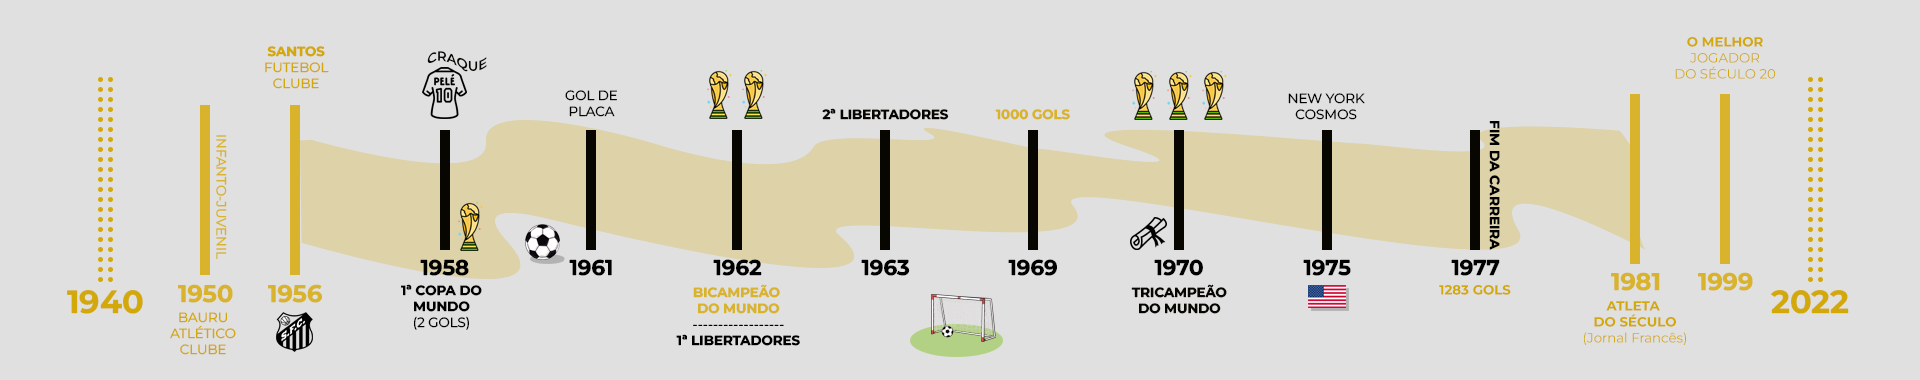 1940
INFANTO-JUVENIL
1950
BAURU
ATLÉTICO
CLUBE
SANTOS
FUTEBOL
CLUBE
1956
S.F.C.
CRAQUE
PELÉ
10
1958
1ª COPA DO
MUNDO
(2 GOLS)
GOL DE
PLACA
1961
1962
BICAMPEÃO
DO MUNDO
------------------
1ª LIBERTADORES
2ª LIBERTADORES
1963
1000 GOLS
1969
1970
TRICAMPEÃO
DO MUNDO
NEW YORK
COSMOS
1975
FIM DA CARREIRA
1977
1283 GOLS
1981
ATLETA
DO SÉCULO
(Jornal Francês)
O MELHOR
JOGADOR
DO SÉCULO 20
1999
2022